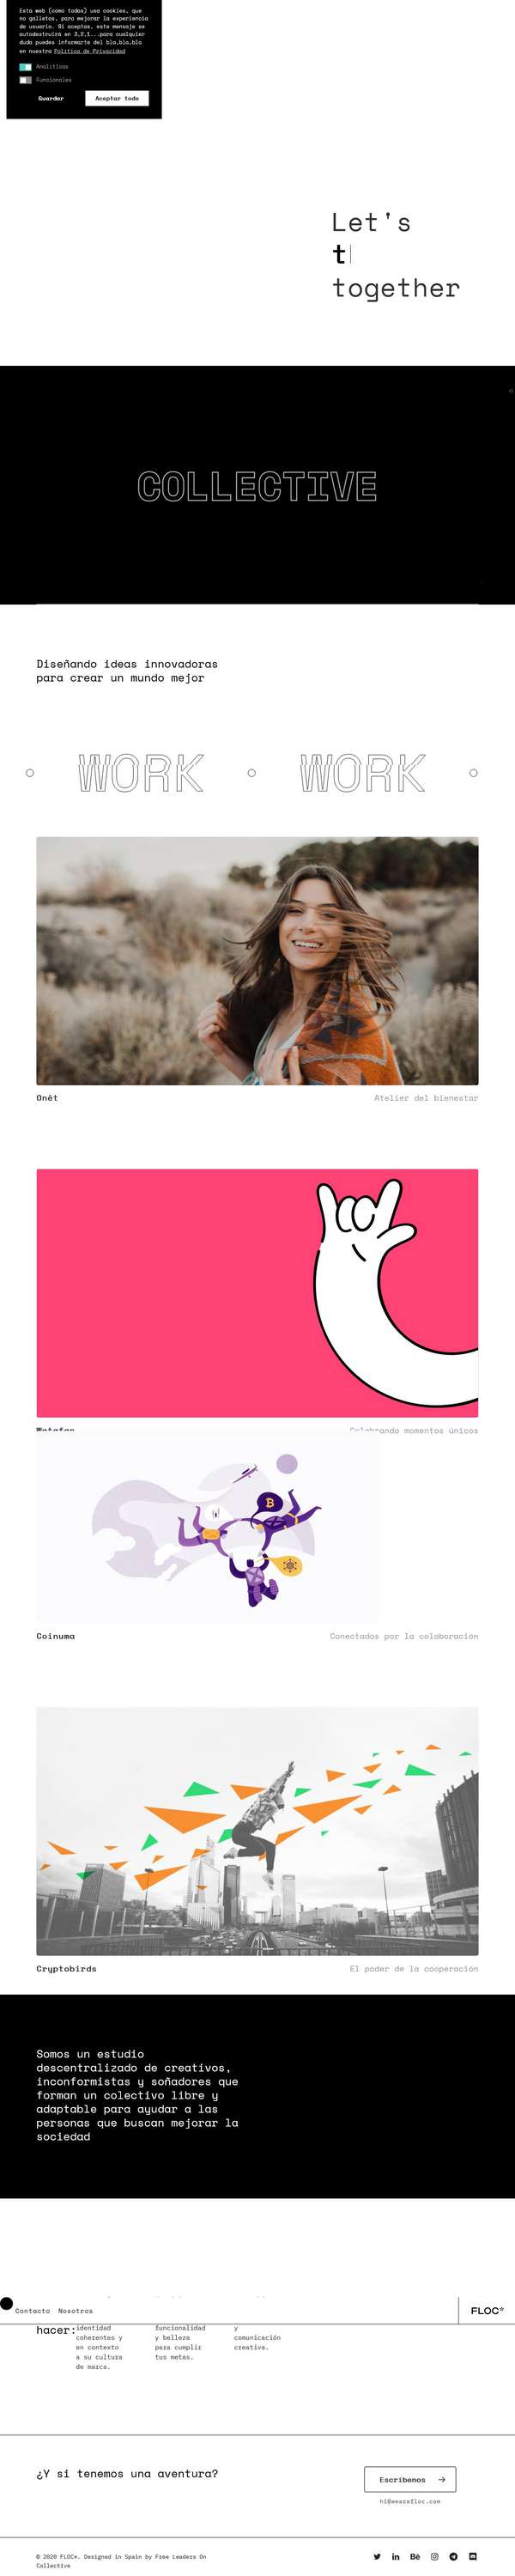 Esta web (como todas) usa cookies, que
no galletas, para mejorar la experiencia
de usuario. Si aceptas, este mensaje se
autodestruirá en 3,2,1...para cualquier
duda puedes informarte del bla,bla,bla
en nuestra Política de Privacidad
Analíticas
Funcionales
Guardar Aceptar todo
Let's
t
together
COLLECTIVE
Diseñando ideas innovadoras
para crear un mundo mejor
WORK WORK
Onêt Atelier del bienestar
Celebrando momentos únicos
Coinuma Conectados por la colaboración
Cryptobirds El poder de la cooperación
Somos un estudio
descentralizado de creativos,
inconformistas y soñadores que
forman un colectivo libre y
adaptable para ayudar a las
personas que buscan mejorar la
sociedad
Contacto Nosotros FLOC*
hacer:
identidad
coherentes y
en contexto
a su cultura
de marca.
funcionalidad
y belleza
para cumplir
tus metas.
y
comunicación
creativa.
¿Y si tenemos una aventura?
Escríbenos →
hi@wearefloc.com
© 2020 FLOC*. Designed in Spain by Free Leaders On
Collective